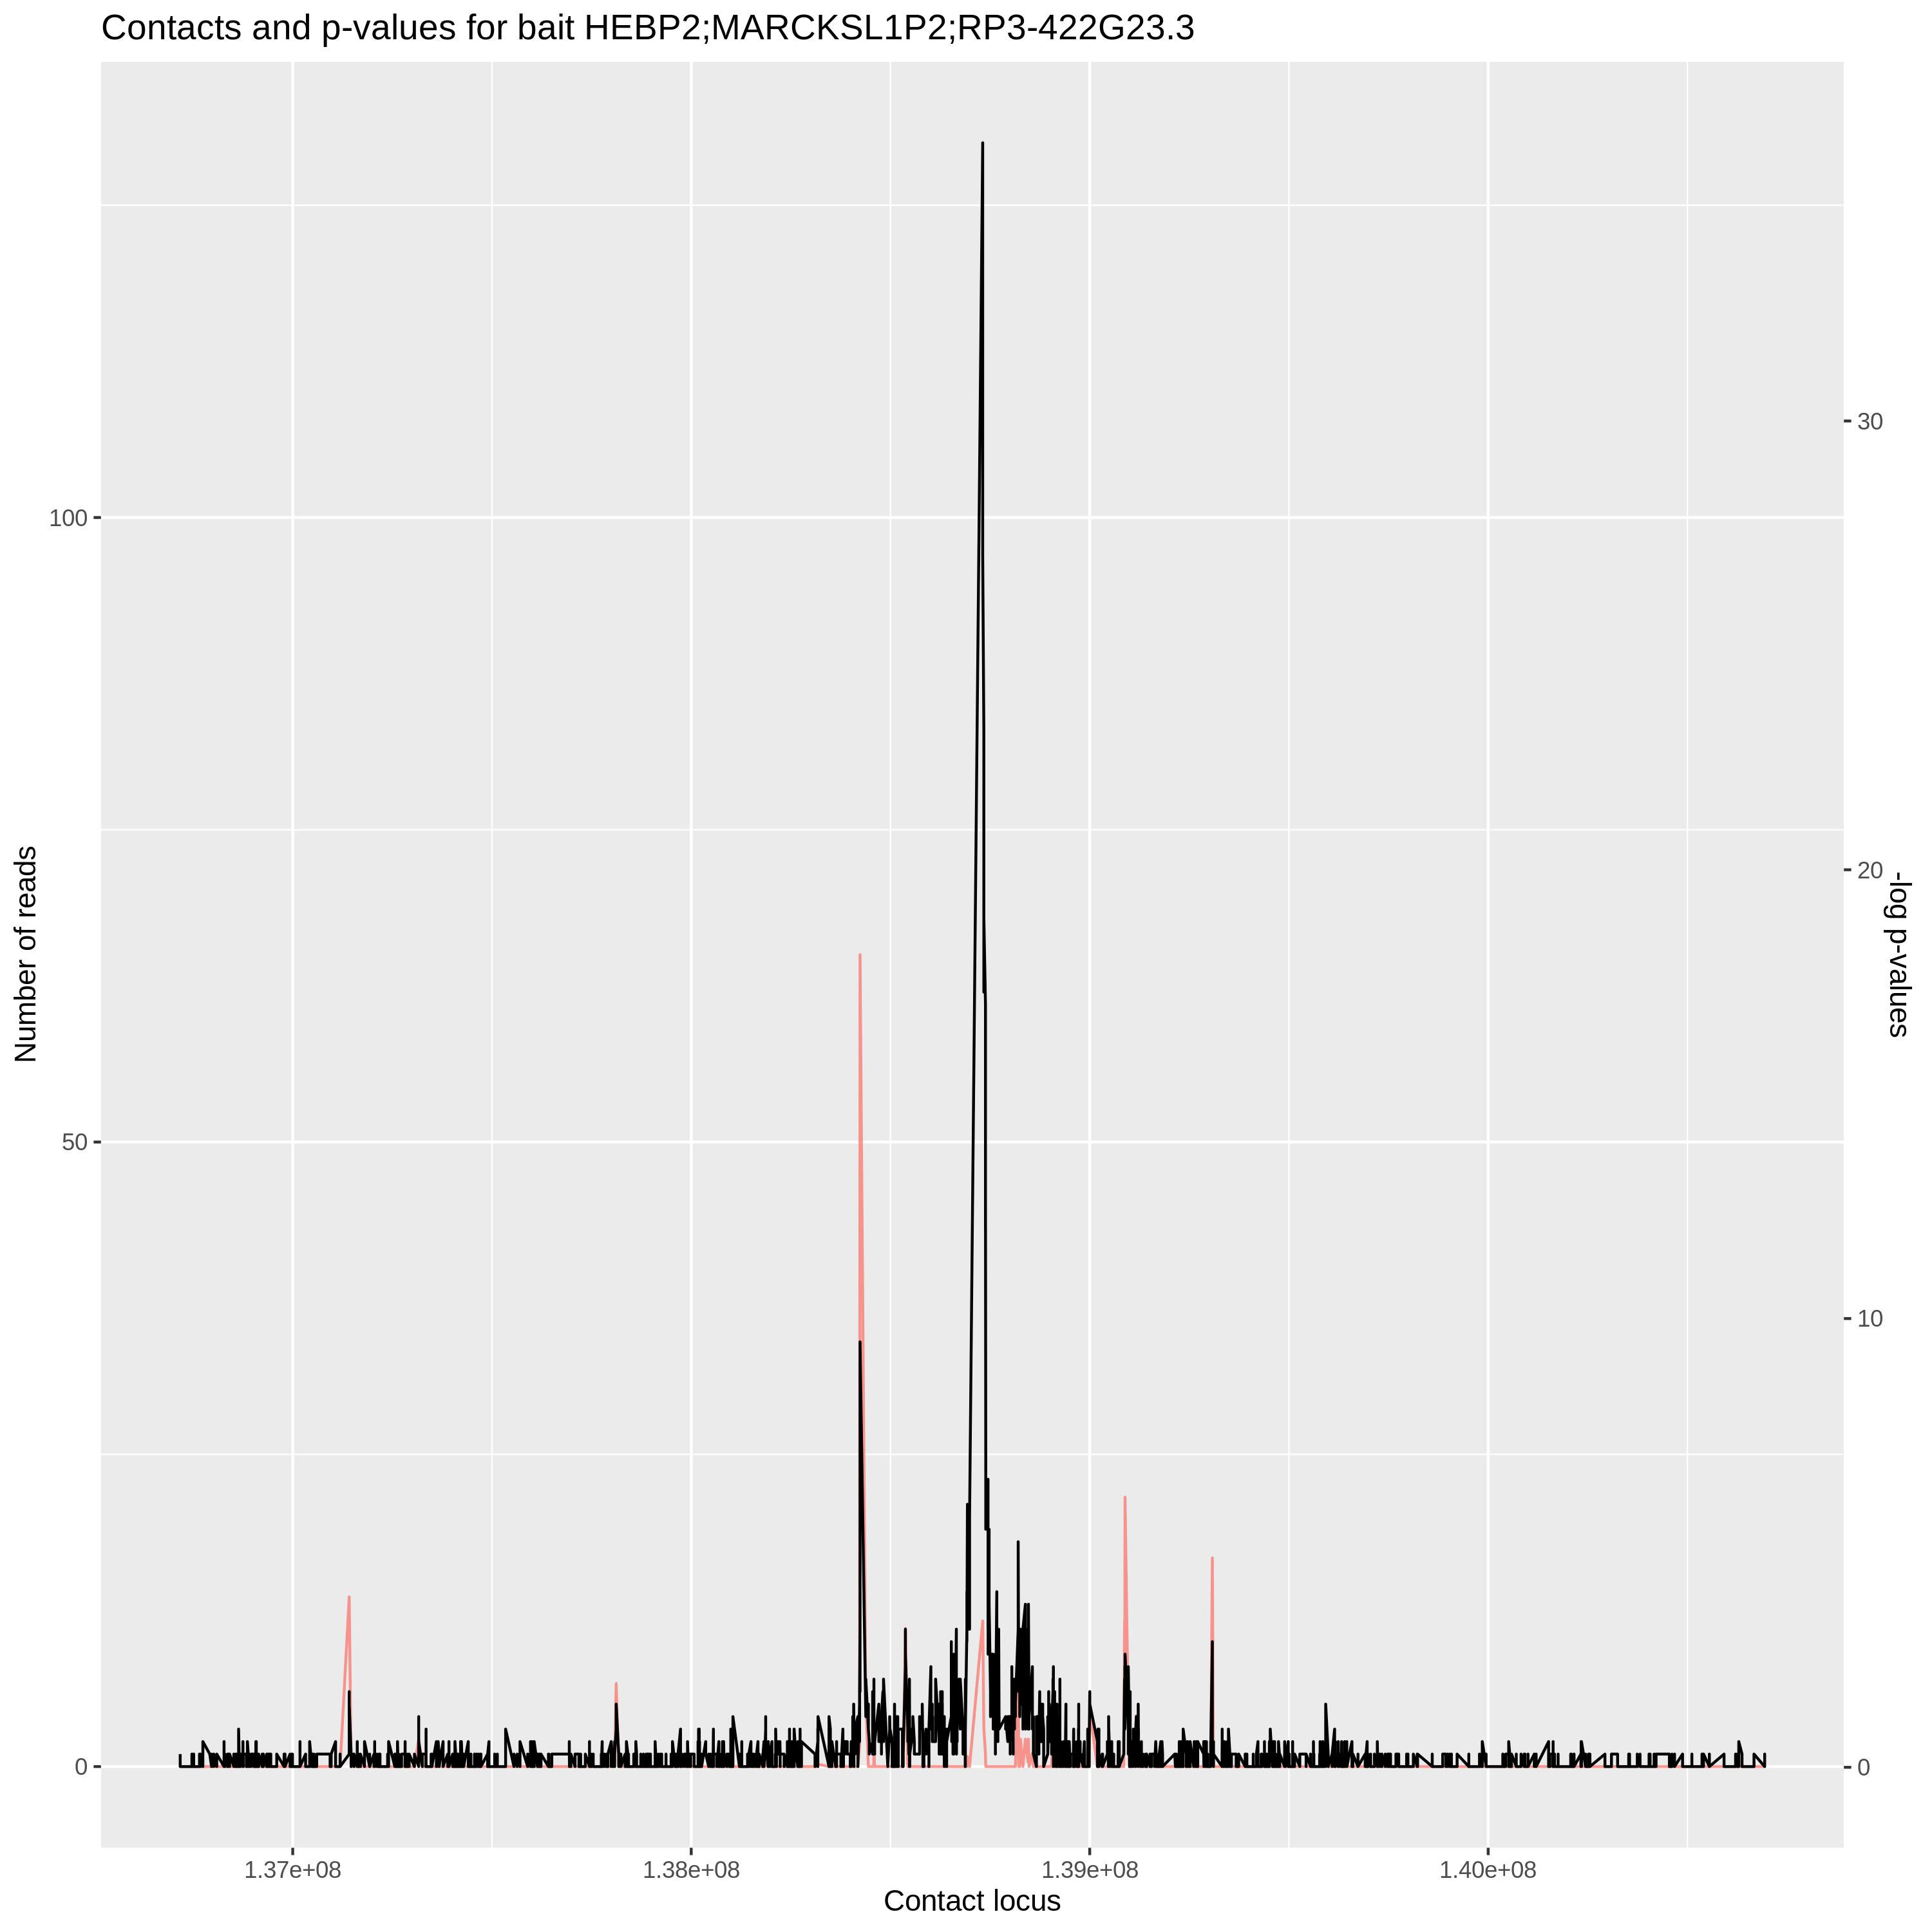 Contacts and p-values for bait HEBP2;MARCKSL1P2;RP3-422G23.3
Number of reads
100
50
0
30
20
10
0
-log p-values
1.37e+08
1.38e+08
1.39e+08
1.40e+08
Contact locus